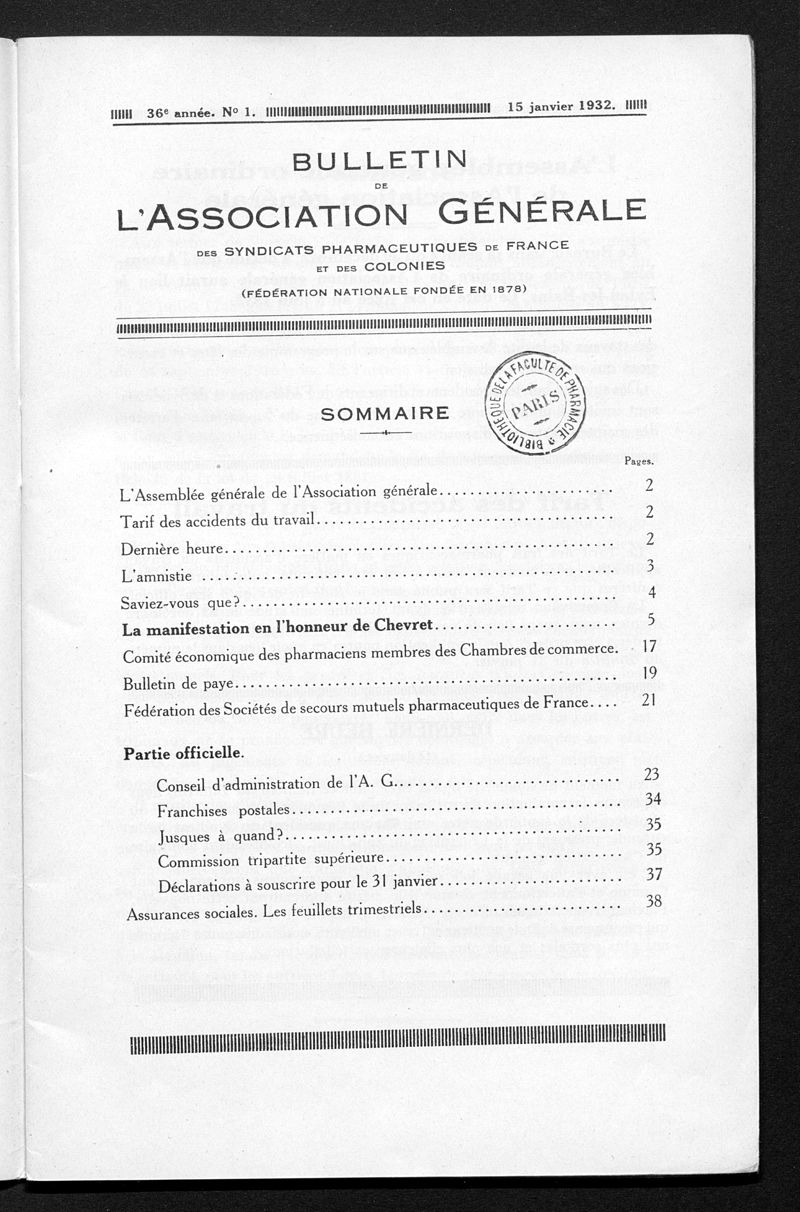 36e année. No 1. 15 janvier 1932.
BULLETIN
DE
L'ASSOCIATION GÉNÉRALE
DES SYNDICATS PHARMACEUTIQUES DE FRANCE
ET DES COLONIES
(FÉDÉRATION NATIONALE FONDÉE EN 1878)
BIBLIOTHÈQUE DE LA FACULTE DE PHARMACIE
PARIS
SOMMAIRE
Pages.
L'Assemblée générale de l'Association générale...................... 2
Tarif des accidents du travail...................................... 2
Dernière heure.................................................. 2
L'amnistie .................................................... 3
Saviez-vous que?................................................ 4
La manifestation en l'honneur de Chevret....................... 5
Comité économique des pharmaciens membres des Chambres de commerce. 17
Bulletin de paye................................................. 19
Fédération des Sociétés de secours mutuels pharmaceutiques de France.... 21
Partie officielle.
Conseil d'administration de l'A. G............................. 23
Franchises postales.......................................... 34
Jusques à quand?........................................... 35
Commission tripartite supérieure.............................. 35
Déclarations à souscrire pour le 31 janvier....................... 37
Assurances sociales. Les feuillets trimestriels......................... 38